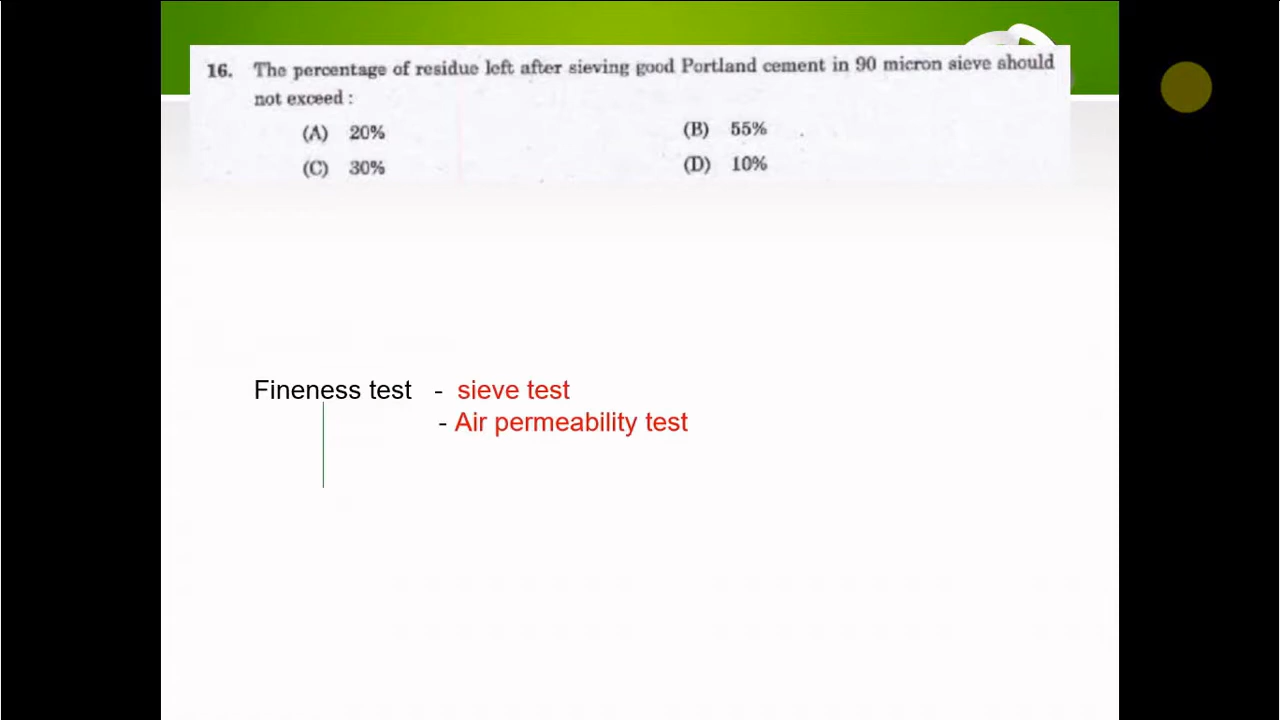 16. The percentage of residue left after sieving good Portland cement in 90 micron sieve should
not exceed :
(A) 20% (B) 55%
(C) 30% (D) 10%
Fineness test - sieve test
- Air permeability test